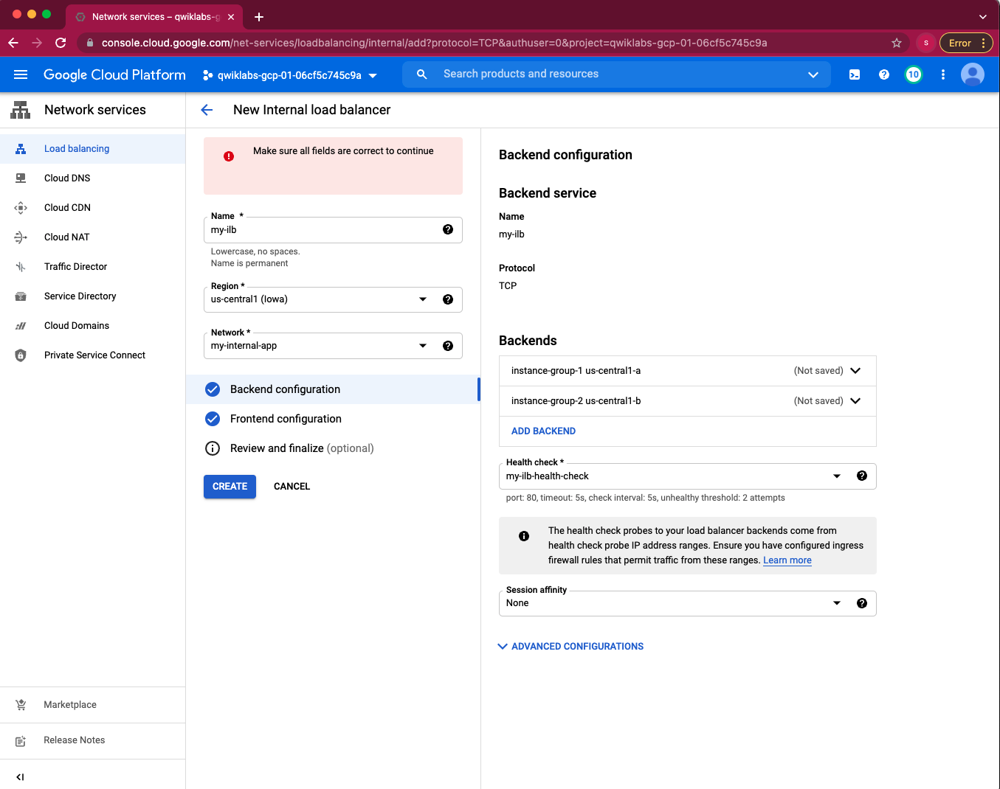 Network services – qwiklabs-g
console.cloud.google.com/net-services/loadbalancing/internal/add?protocol=TCP&authuser=0&project=qwiklabs-gcp-01-06cf5c745c9a
s
Error
Google Cloud Platform
qwiklabs-gcp-01-06cf5c745c9a
Search products and resources
10
Network services
New Internal load balancer
Load balancing
Cloud DNS
Cloud CDN
Cloud NAT
Traffic Director
Service Directory
Cloud Domains
Private Service Connect
Marketplace
Release Notes
Make sure all fields are correct to continue
Name *
my-ilb
Lowercase, no spaces.
Name is permanent
Region *
us-central1 (Iowa)
Network *
my-internal-app
Backend configuration
Frontend configuration
Review and finalize (optional)
CREATE
CANCEL
Backend configuration
Backend service
Name
my-ilb
Protocol
TCP
Backends
instance-group-1 us-central1-a (Not saved)
instance-group-2 us-central1-b (Not saved)
ADD BACKEND
Health check *
my-ilb-health-check
port: 80, timeout: 5s, check interval: 5s, unhealthy threshold: 2 attempts
The health check probes to your load balancer backends come from
health check probe IP address ranges. Ensure you have configured ingress
firewall rules that permit traffic from these ranges. Learn more
Session affinity
None
ADVANCED CONFIGURATIONS